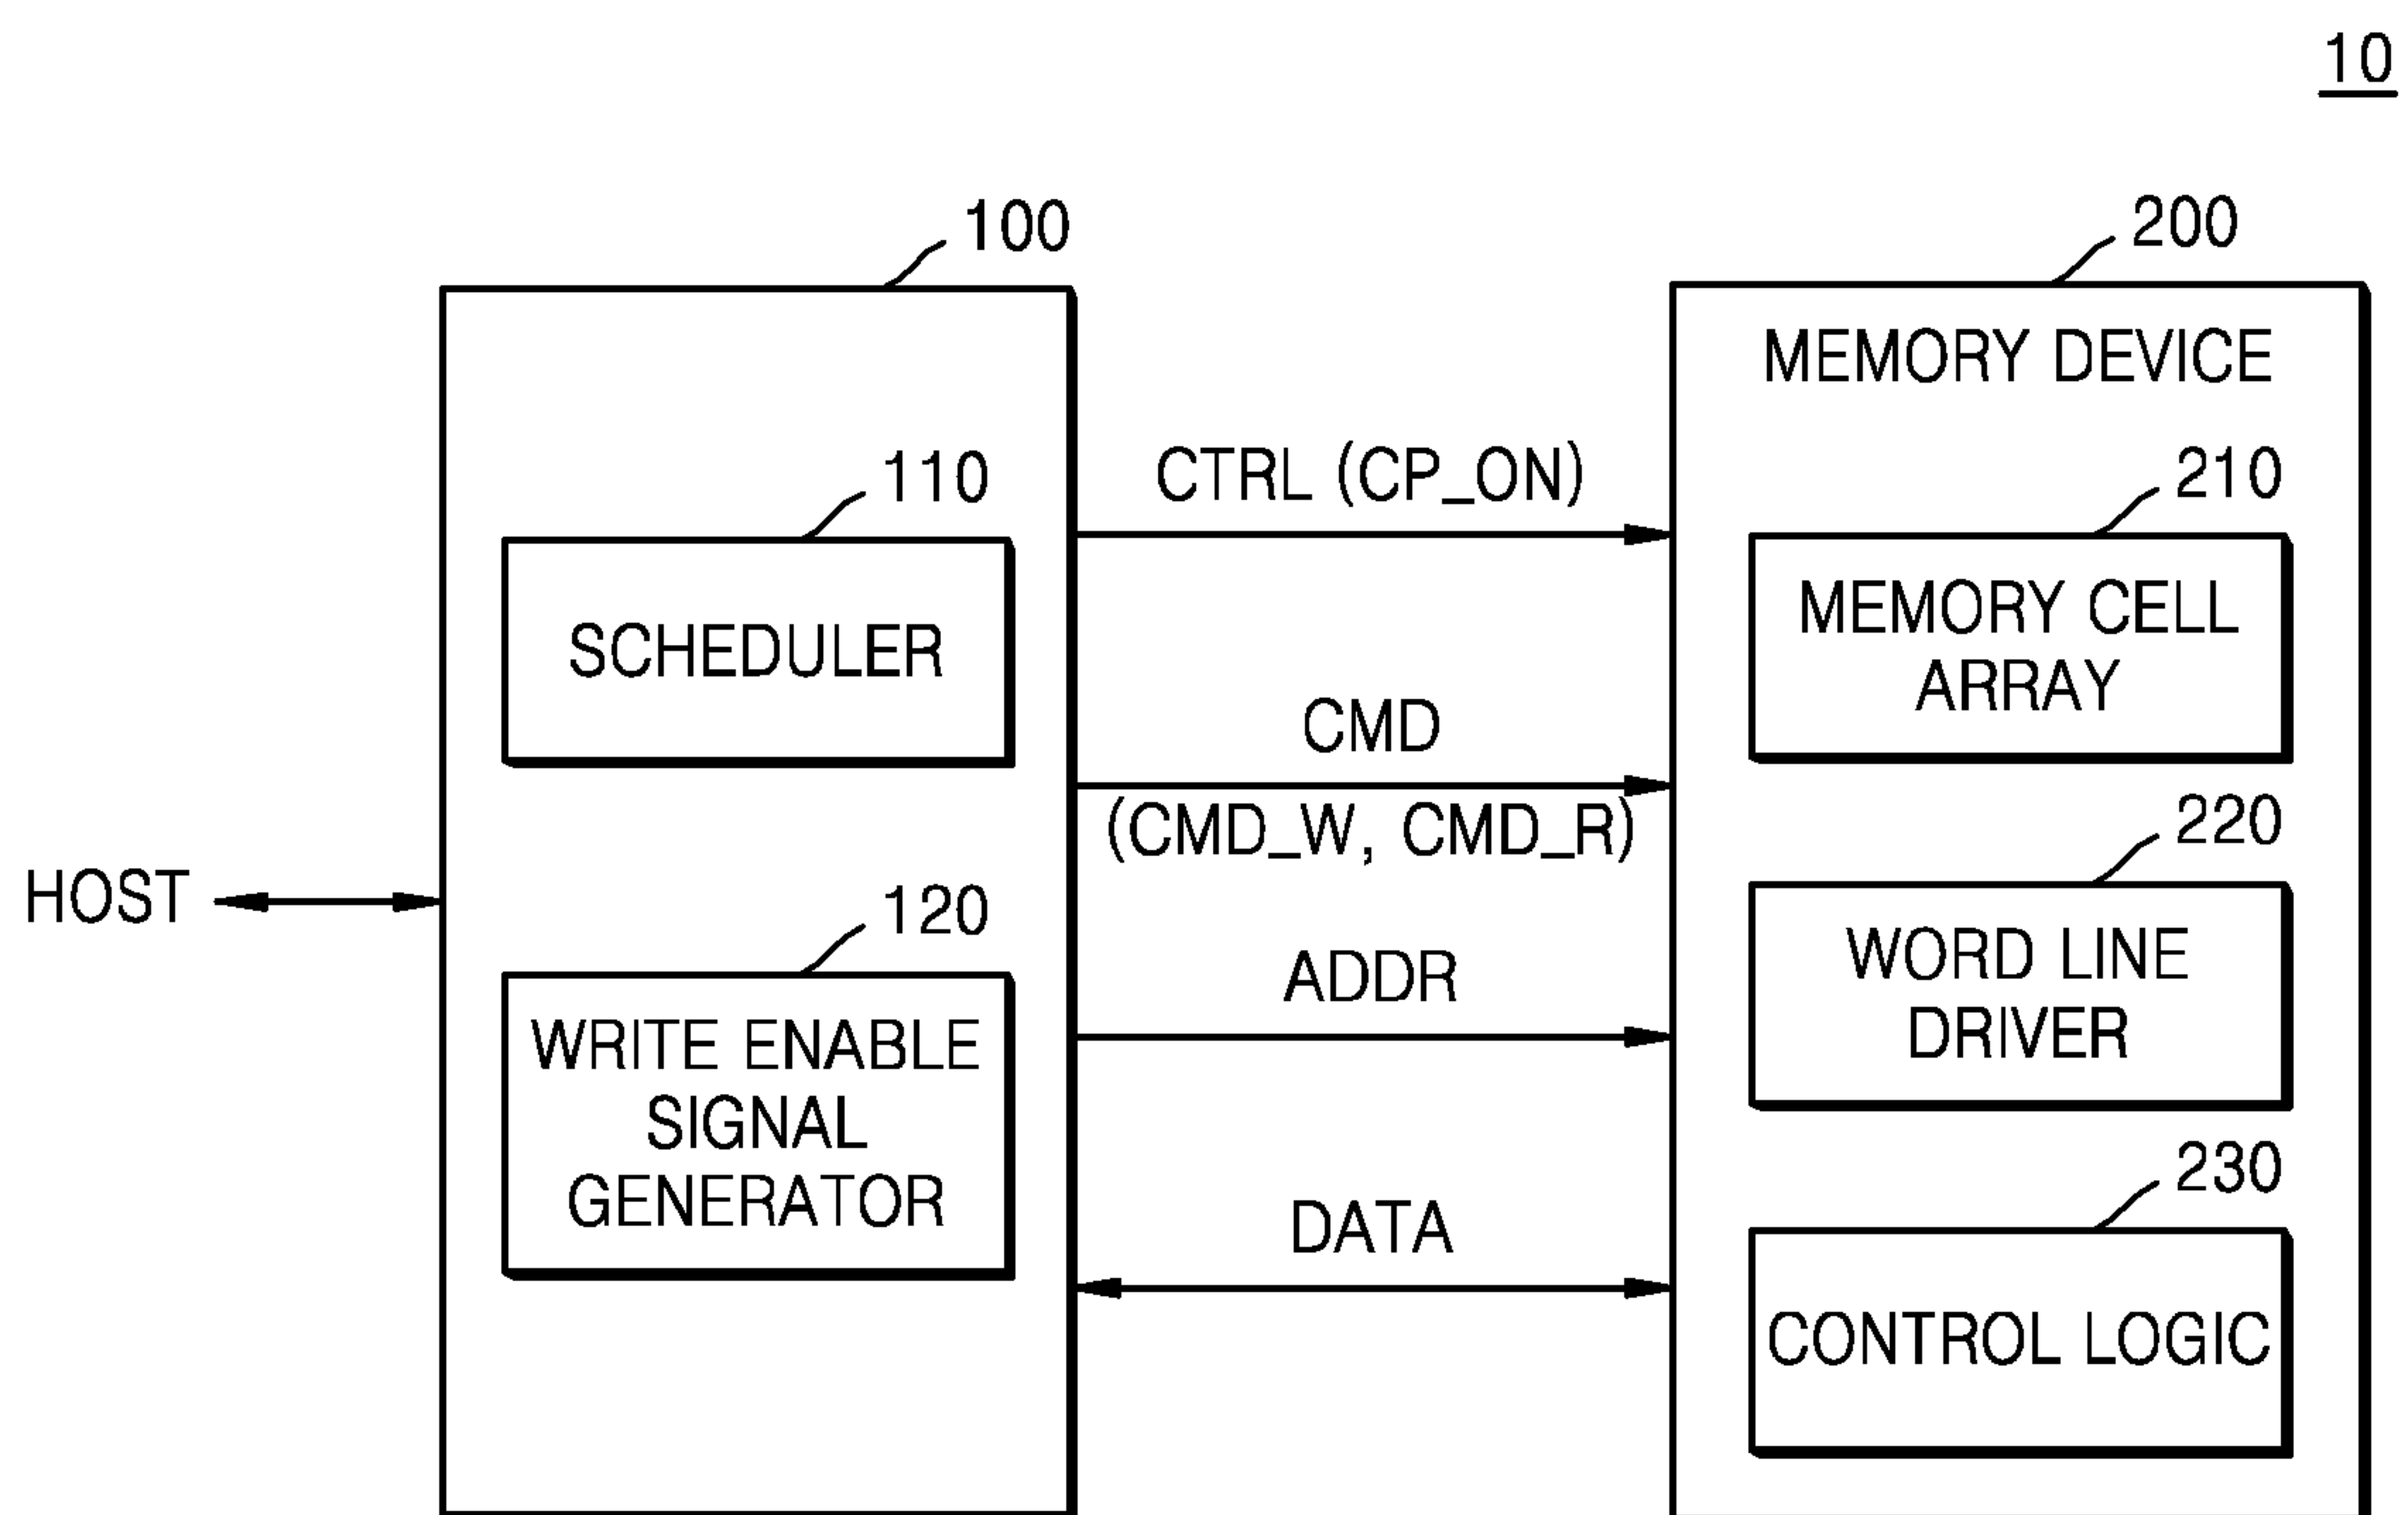 10
100
200
MEMORY DEVICE
110
SCHEDULER
120
WRITE ENABLE
SIGNAL
GENERATOR
HOST
CTRL (CP_ON)
CMD
(CMD_W, CMD_R)
ADDR
DATA
210
MEMORY CELL
ARRAY
220
WORD LINE
DRIVER
230
CONTROL LOGIC